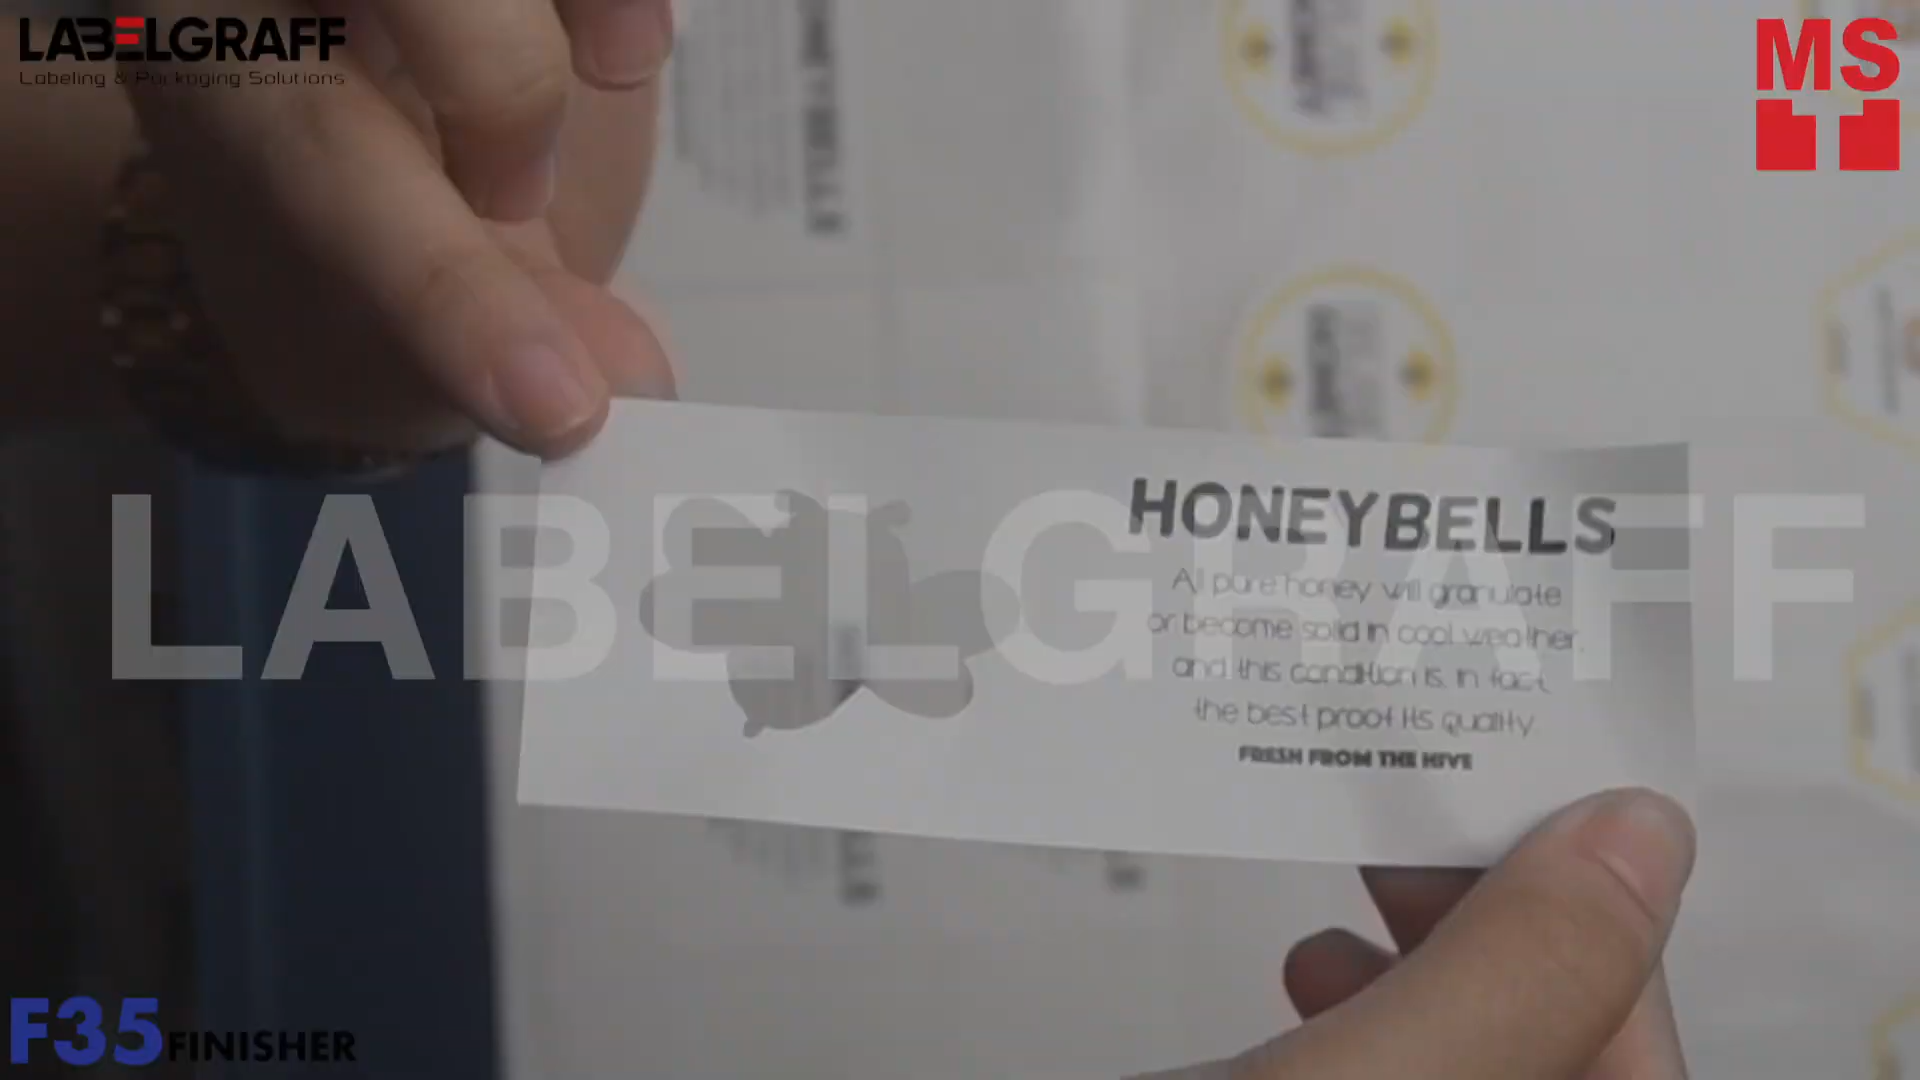 LABELGRAFF
Labeling & Packaging Solutions
MS
HONEYBELLS
LABELGRAFF
HONEYBELLS
All pure honey will granulate
or become solid in cool weather,
and this condition is, in fact,
the best proof its quality
FRESH FROM THE HIVE
F35 FINISHER